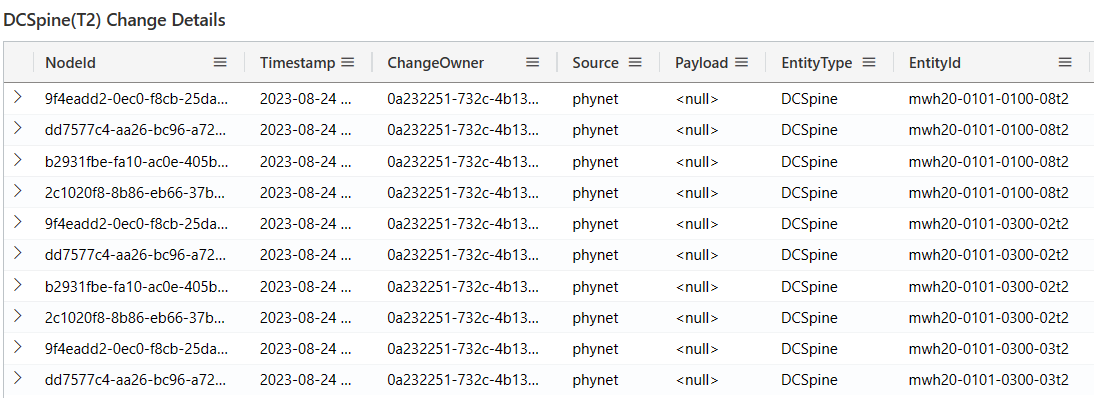 DCSpine(T2) Change Details
NodeId Timestamp ChangeOwner Source Payload EntityType EntityId
9f4eadd2-0ec0-f8cb-25da... 2023-08-24 ... 0a232251-732c-4b13... phynet <null> DCSpine mwh20-0101-0100-08t2
dd7577c4-aa26-bc96-a72... 2023-08-24 ... 0a232251-732c-4b13... phynet <null> DCSpine mwh20-0101-0100-08t2
b2931fbe-fa10-ac0e-405b... 2023-08-24 ... 0a232251-732c-4b13... phynet <null> DCSpine mwh20-0101-0100-08t2
2c1020f8-8b86-eb66-37b... 2023-08-24 ... 0a232251-732c-4b13... phynet <null> DCSpine mwh20-0101-0100-08t2
9f4eadd2-0ec0-f8cb-25da... 2023-08-24 ... 0a232251-732c-4b13... phynet <null> DCSpine mwh20-0101-0300-02t2
dd7577c4-aa26-bc96-a72... 2023-08-24 ... 0a232251-732c-4b13... phynet <null> DCSpine mwh20-0101-0300-02t2
b2931fbe-fa10-ac0e-405b... 2023-08-24 ... 0a232251-732c-4b13... phynet <null> DCSpine mwh20-0101-0300-02t2
2c1020f8-8b86-eb66-37b... 2023-08-24 ... 0a232251-732c-4b13... phynet <null> DCSpine mwh20-0101-0300-02t2
9f4eadd2-0ec0-f8cb-25da... 2023-08-24 ... 0a232251-732c-4b13... phynet <null> DCSpine mwh20-0101-0300-03t2
dd7577c4-aa26-bc96-a72... 2023-08-24 ... 0a232251-732c-4b13... phynet <null> DCSpine mwh20-0101-0300-03t2